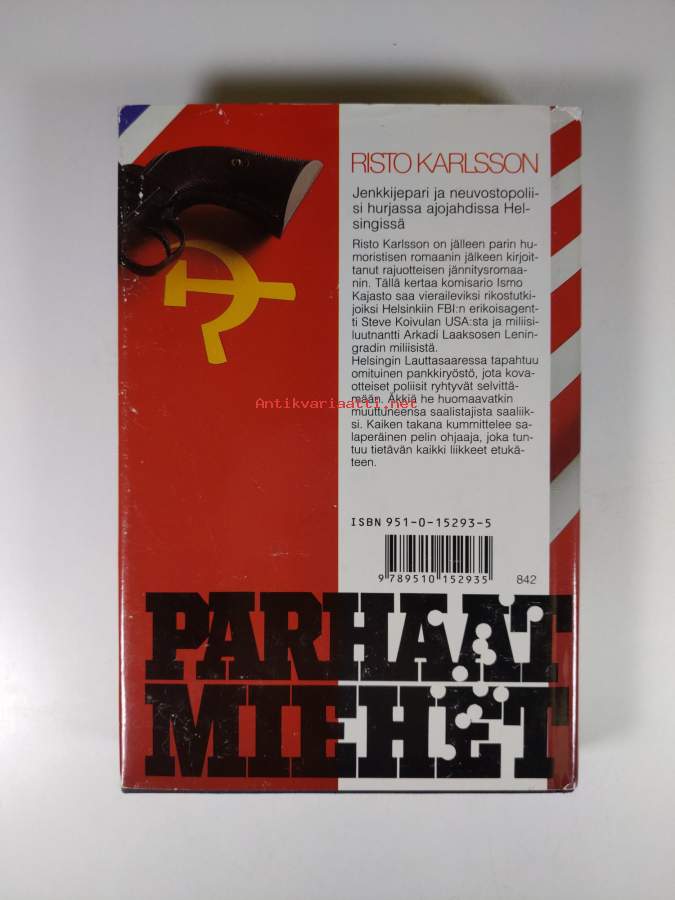 RISTO KARLSSON
Jenkkijepari ja neuvostopolii-
si hurjassa ajojahdissa Hel-
singissä
Risto Karlsson on jälleen parin hu-
moristisen romaanin jälkeen kirjoit-
tanut rajuotteisen jännitysromaa-
nin. Tällä kertaa komisario Ismo
Kajasto saa vieraileviksi rikostutki-
joiksi Helsinkiin FBI:n erikoisagent-
ti Steve Koivulan USA:sta ja miliisi-
luutnantti Arkadi Laaksosen Lenin-
gradin miliisistä.
Helsingin Lauttasaaressa tapahtuu
omituinen pankkiryöstö, jota kova-
otteiset poliisit ryhtyvät selvittä-
mään. Äkkiä he huomaavatkin
muuttuneensa saalistajista saaliik-
si. Kaiken takana kummittelee sa-
laperäinen pelin ohjaaja, joka tun-
tuu tietävän kaikki liikkeet etukä-
teen.
Antikvariaatti.net
ISBN 951-0-15293-5
9 789510 152935
842
PARHAAT
MIEHET